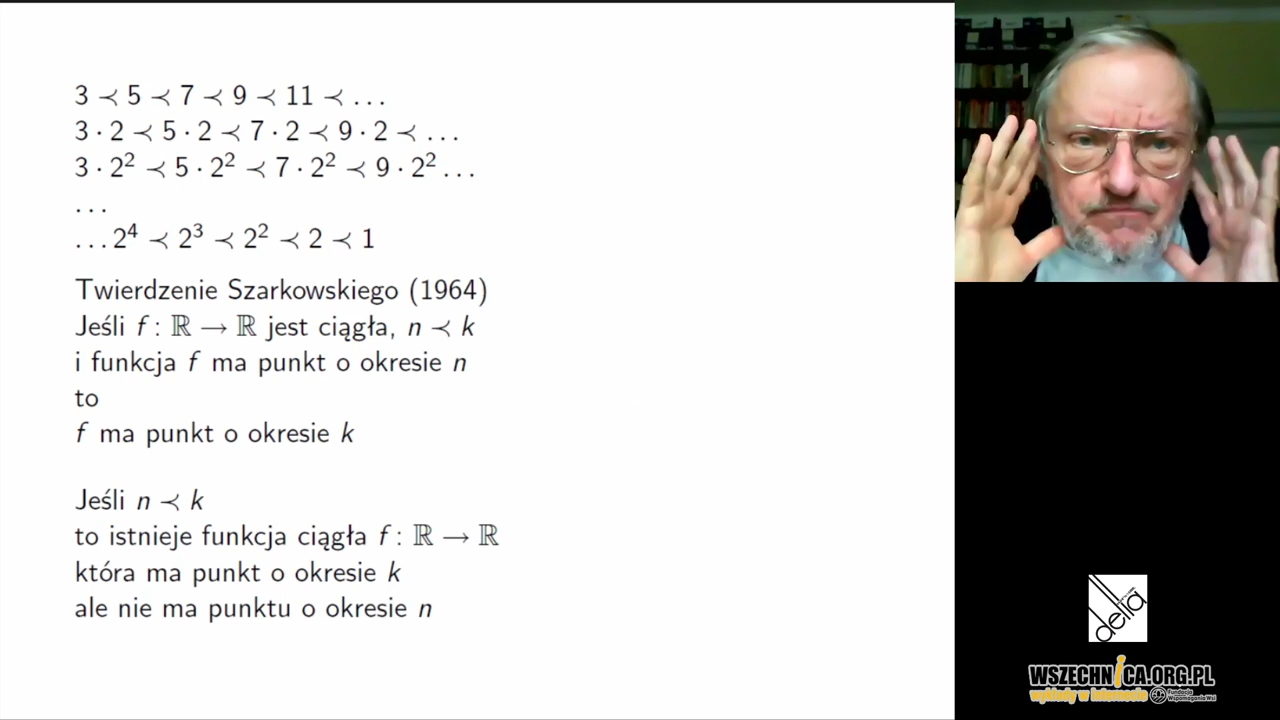 3 ≺ 5 ≺ 7 ≺ 9 ≺ 11 ≺ ...
3 · 2 ≺ 5 · 2 ≺ 7 · 2 ≺ 9 · 2 ≺ ...
3 · 2² ≺ 5 · 2² ≺ 7 · 2² ≺ 9 · 2² ...
...
...2⁴ ≺ 2³ ≺ 2² ≺ 2 ≺ 1
Twierdzenie Szarkowskiego (1964)
Jeśli f : ℝ → ℝ jest ciągła, n ≺ k
i funkcja f ma punkt o okresie n
to
f ma punkt o okresie k
Jeśli n ≺ k
to istnieje funkcja ciągła f : ℝ → ℝ
która ma punkt o okresie k
ale nie ma punktu o okresie n
delta
WSZECHNICA.ORG.PL
wykłady w internecie
Fundacja
Wspomagania Wsi